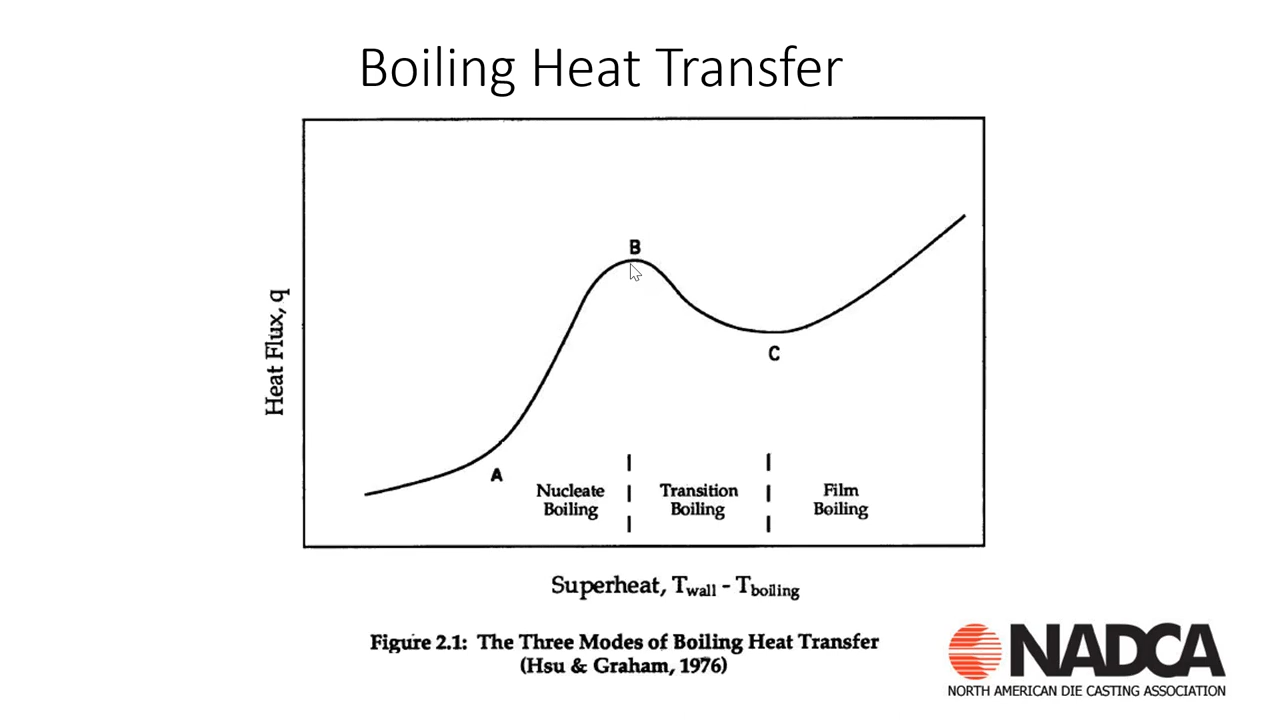 Boiling Heat Transfer
B
Heat Flux, q
C
A
Nucleate Boiling
Transition Boiling
Film Boiling
Superheat, Twall - Tboiling
Figure 2.1: The Three Modes of Boiling Heat Transfer
(Hsu & Graham, 1976)
NADCA
NORTH AMERICAN DIE CASTING ASSOCIATION